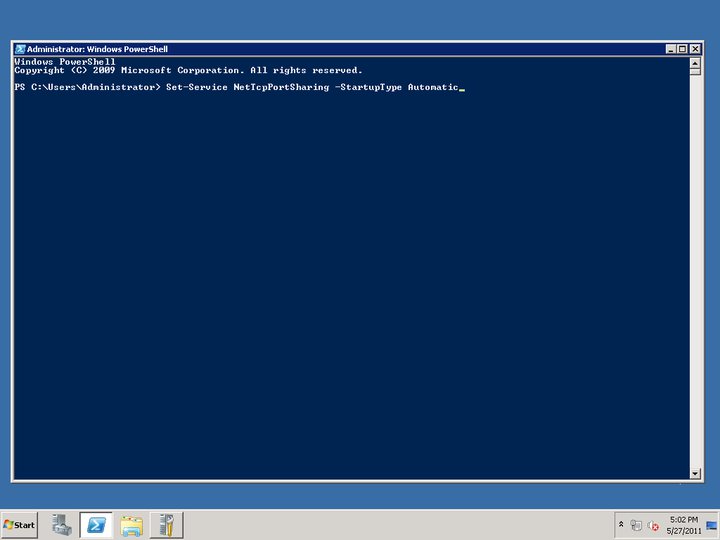 Administrator: Windows PowerShell
Windows PowerShell
Copyright (C) 2009 Microsoft Corporation. All rights reserved.
PS C:\Users\Administrator> Set-Service NetTcpPortSharing -StartupType Automatic_
Start
5:02 PM
5/27/2011